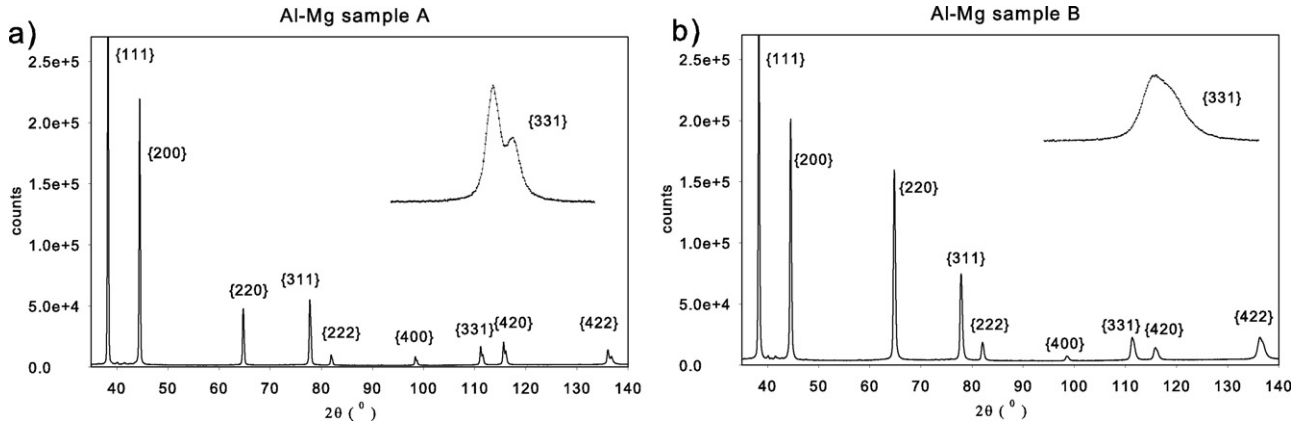 Al-Mg sample A
a)
2.5e+5
2.0e+5
1.5e+5
1.0e+5
5.0e+4
0.0
counts
{111}
{200}
{220}
{311}
{222}
{400}
{331}
{420}
{422}
{331}
40 50 60 70 80 90 100 110 120 130 140
2θ ( ⁰ )
Al-Mg sample B
b)
2.5e+5
2.0e+5
1.5e+5
1.0e+5
5.0e+4
0.0
counts
{111}
{200}
{220}
{311}
{222}
{400}
{331}
{420}
{422}
{331}
40 50 60 70 80 90 100 110 120 130 140
2θ ( ⁰ )